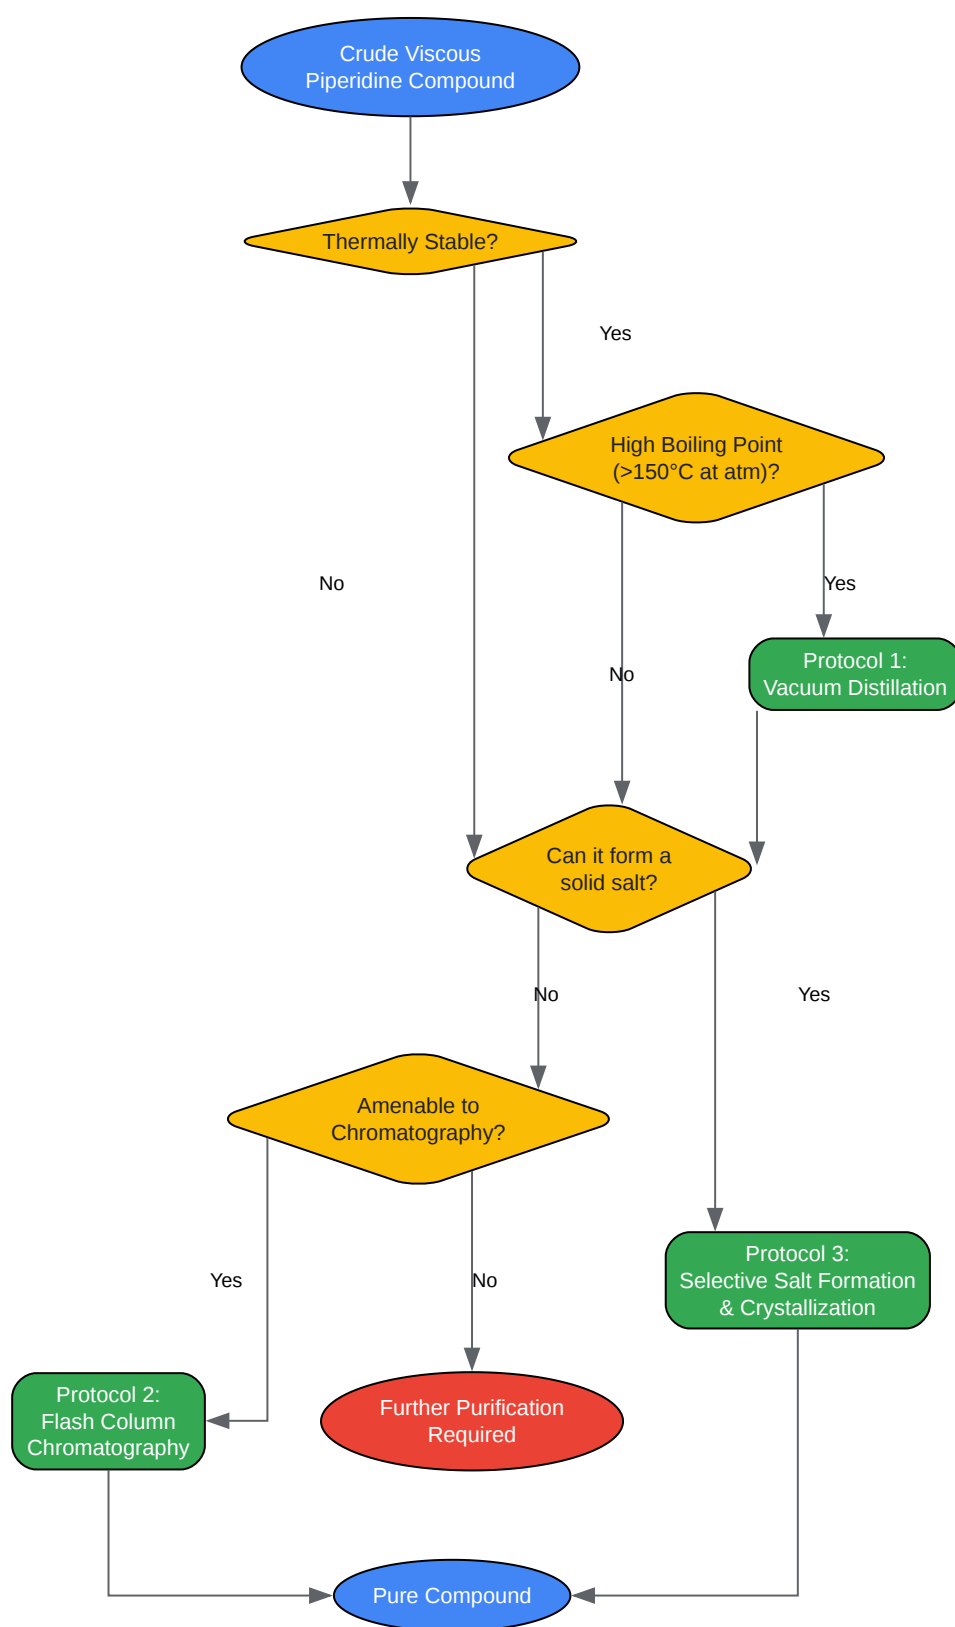 Crude Viscous
Piperidine Compound
Thermally Stable?
Yes
High Boiling Point
(>150°C at atm)?
No
Yes
Protocol 1:
Vacuum Distillation
No
Can it form a
solid salt?
No
Yes
Amenable to
Chromatography?
Yes
No
Protocol 3:
Selective Salt Formation
& Crystallization
Protocol 2:
Flash Column
Chromatography
Further Purification
Required
Pure Compound